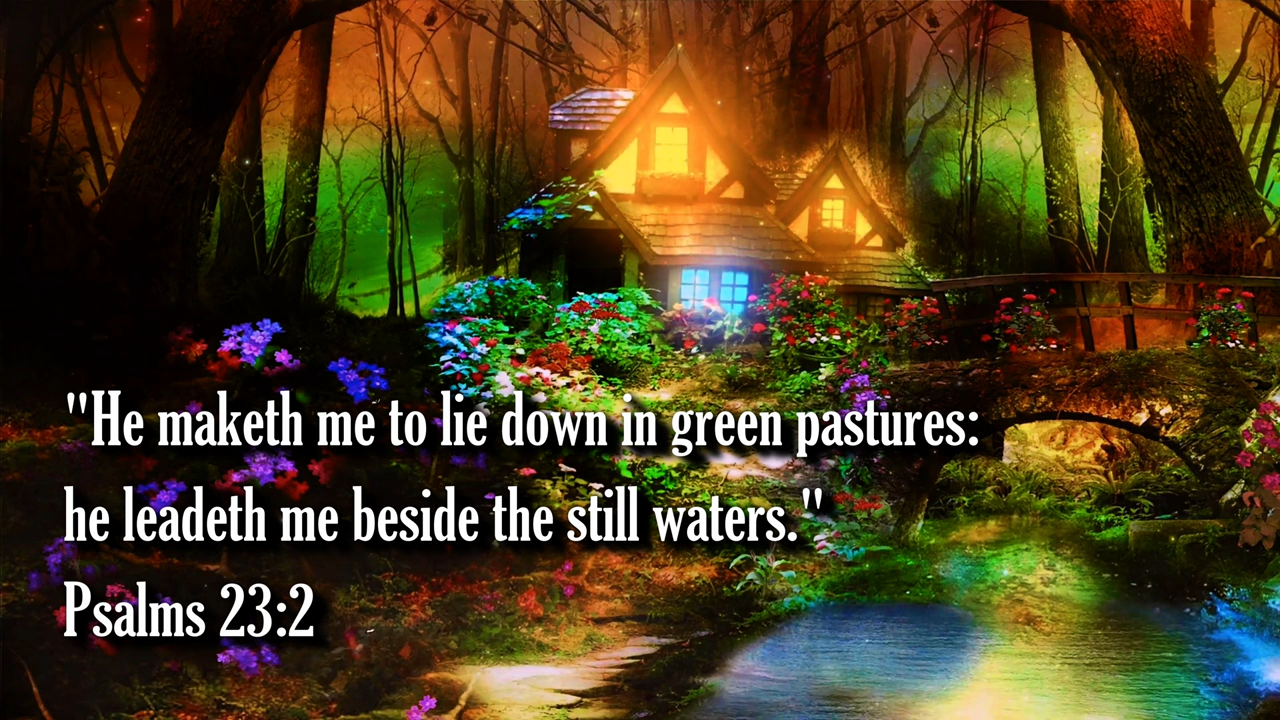 "He maketh me to lie down in green pastures:
he leadeth me beside the still waters."
Psalms 23:2